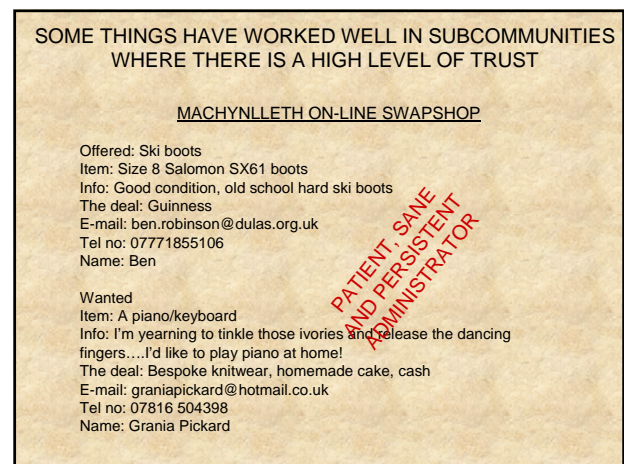 SOME THINGS HAVE WORKED WELL IN SUBCOMMUNITIES
WHERE THERE IS A HIGH LEVEL OF TRUST
MACHYNLLETH ON-LINE SWAPSHOP
Offered: Ski boots
Item: Size 8 Salomon SX61 boots
Info: Good condition, old school hard ski boots
The deal: Guinness
E-mail: ben.robinson@dulas.org.uk
Tel no: 07771855106
Name: Ben
Wanted
Item: A piano/keyboard
Info: I'm yearning to tinkle those ivories and release the dancing
fingers….I'd like to play piano at home!
The deal: Bespoke knitwear, homemade cake, cash
E-mail: graniapickard@hotmail.co.uk
Tel no: 07816 504398
Name: Grania Pickard
PATIENT, SANE
AND PERSISTENT
ADMINISTRATOR